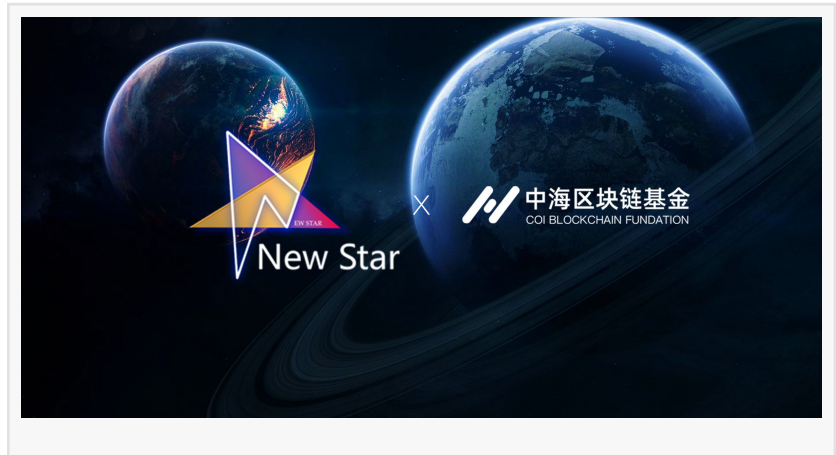 EW STAR
New Star
X
中海区块链基金
COI BLOCKCHAIN FUNDATION